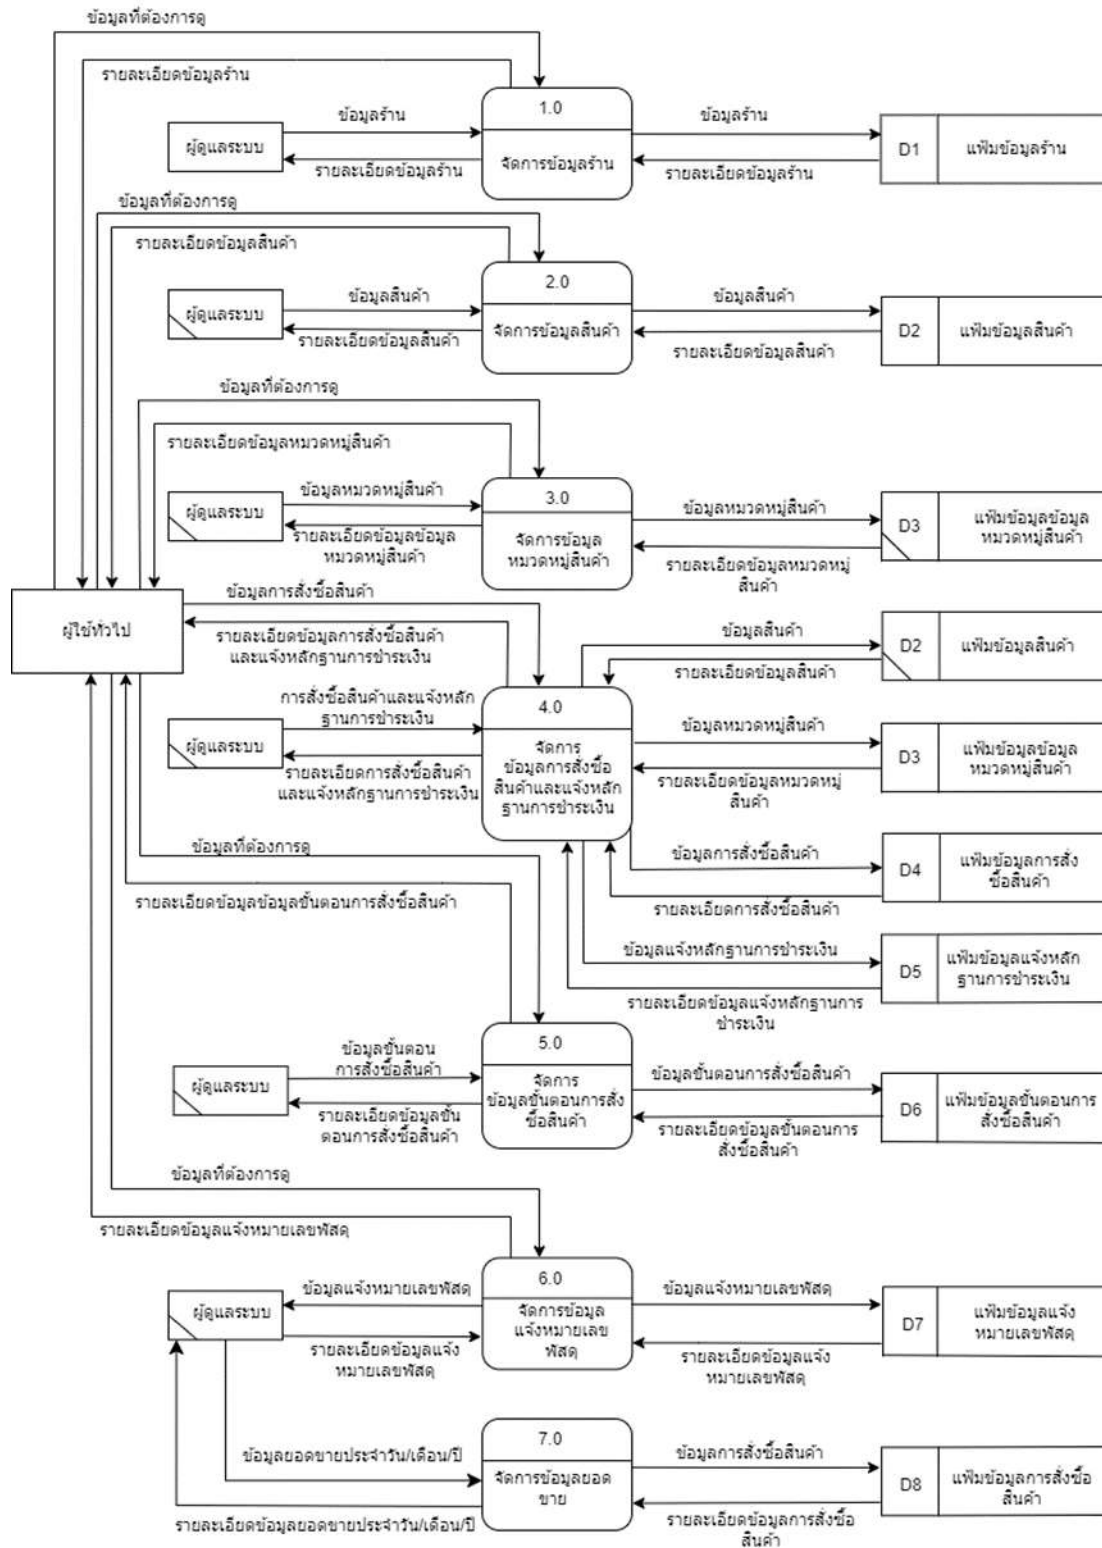 ข้อมูลที่ต้องการดู
รายละเอียดข้อมูลร้าน
ผู้ดูแลระบบ
ข้อมูลร้าน
รายละเอียดข้อมูลร้าน
1.0
จัดการข้อมูลร้าน
ข้อมูลร้าน
รายละเอียดข้อมูลร้าน
D1
แฟ้มข้อมูลร้าน
ข้อมูลที่ต้องการดู
รายละเอียดข้อมูลสินค้า
ผู้ดูแลระบบ
ข้อมูลสินค้า
รายละเอียดข้อมูลสินค้า
2.0
จัดการข้อมูลสินค้า
ข้อมูลสินค้า
รายละเอียดข้อมูลสินค้า
D2
แฟ้มข้อมูลสินค้า
ข้อมูลที่ต้องการดู
รายละเอียดข้อมูลหมวดหมู่สินค้า
ผู้ดูแลระบบ
ข้อมูลหมวดหมู่สินค้า
รายละเอียดข้อมูลข้อมูล
หมวดหมู่สินค้า
3.0
จัดการข้อมูล
หมวดหมู่สินค้า
ข้อมูลหมวดหมู่สินค้า
รายละเอียดข้อมูลหมวดหมู่
สินค้า
D3
แฟ้มข้อมูลข้อมูล
หมวดหมู่สินค้า
ผู้ใช้ทั่วไป
ข้อมูลการสั่งซื้อสินค้า
รายละเอียดข้อมูลการสั่งซื้อสินค้า
และแจ้งหลักฐานการชำระเงิน
ข้อมูลสินค้า
รายละเอียดข้อมูลสินค้า
D2
แฟ้มข้อมูลสินค้า
ผู้ดูแลระบบ
การสั่งซื้อสินค้าและแจ้งหลัก
ฐานการชำระเงิน
รายละเอียดการสั่งซื้อสินค้า
และแจ้งหลักฐานการชำระเงิน
4.0
จัดการ
ข้อมูลการสั่งซื้อ
สินค้าและแจ้งหลัก
ฐานการชำระเงิน
ข้อมูลหมวดหมู่สินค้า
รายละเอียดข้อมูลหมวดหมู่
สินค้า
D3
แฟ้มข้อมูลข้อมูล
หมวดหมู่สินค้า
ข้อมูลการสั่งซื้อสินค้า
รายละเอียดการสั่งซื้อสินค้า
D4
แฟ้มข้อมูลการสั่ง
ซื้อสินค้า
ข้อมูลที่ต้องการดู
รายละเอียดข้อมูลข้อมูลขั้นตอนการสั่งซื้อสินค้า
ข้อมูลแจ้งหลักฐานการชำระเงิน
รายละเอียดข้อมูลแจ้งหลักฐานการ
ชำระเงิน
D5
แฟ้มข้อมูลแจ้งหลัก
ฐานการชำระเงิน
ผู้ดูแลระบบ
ข้อมูลขั้นตอน
การสั่งซื้อสินค้า
รายละเอียดข้อมูลขั้น
ตอนการสั่งซื้อสินค้า
5.0
จัดการ
ข้อมูลขั้นตอนการสั่ง
ซื้อสินค้า
ข้อมูลขั้นตอนการสั่งซื้อสินค้า
รายละเอียดข้อมูลขั้นตอนการ
สั่งซื้อสินค้า
D6
แฟ้มข้อมูลขั้นตอนการ
สั่งซื้อสินค้า
ข้อมูลที่ต้องการดู
รายละเอียดข้อมูลแจ้งหมายเลขพัสดุ
ผู้ดูแลระบบ
ข้อมูลแจ้งหมายเลขพัสดุ
รายละเอียดข้อมูลแจ้ง
หมายเลขพัสดุ
6.0
จัดการข้อมูล
แจ้งหมายเลข
พัสดุ
ข้อมูลแจ้งหมายเลขพัสดุ
รายละเอียดข้อมูลแจ้ง
หมายเลขพัสดุ
D7
แฟ้มข้อมูลแจ้ง
หมายเลขพัสดุ
ข้อมูลยอดขายประจำวัน/เดือน/ปี
รายละเอียดข้อมูลยอดขายประจำวัน/เดือน/ปี
7.0
จัดการข้อมูลยอด
ขาย
ข้อมูลการสั่งซื้อสินค้า
รายละเอียดข้อมูลการสั่งซื้อ
สินค้า
D8
แฟ้มข้อมูลการสั่งซื้อ
สินค้า